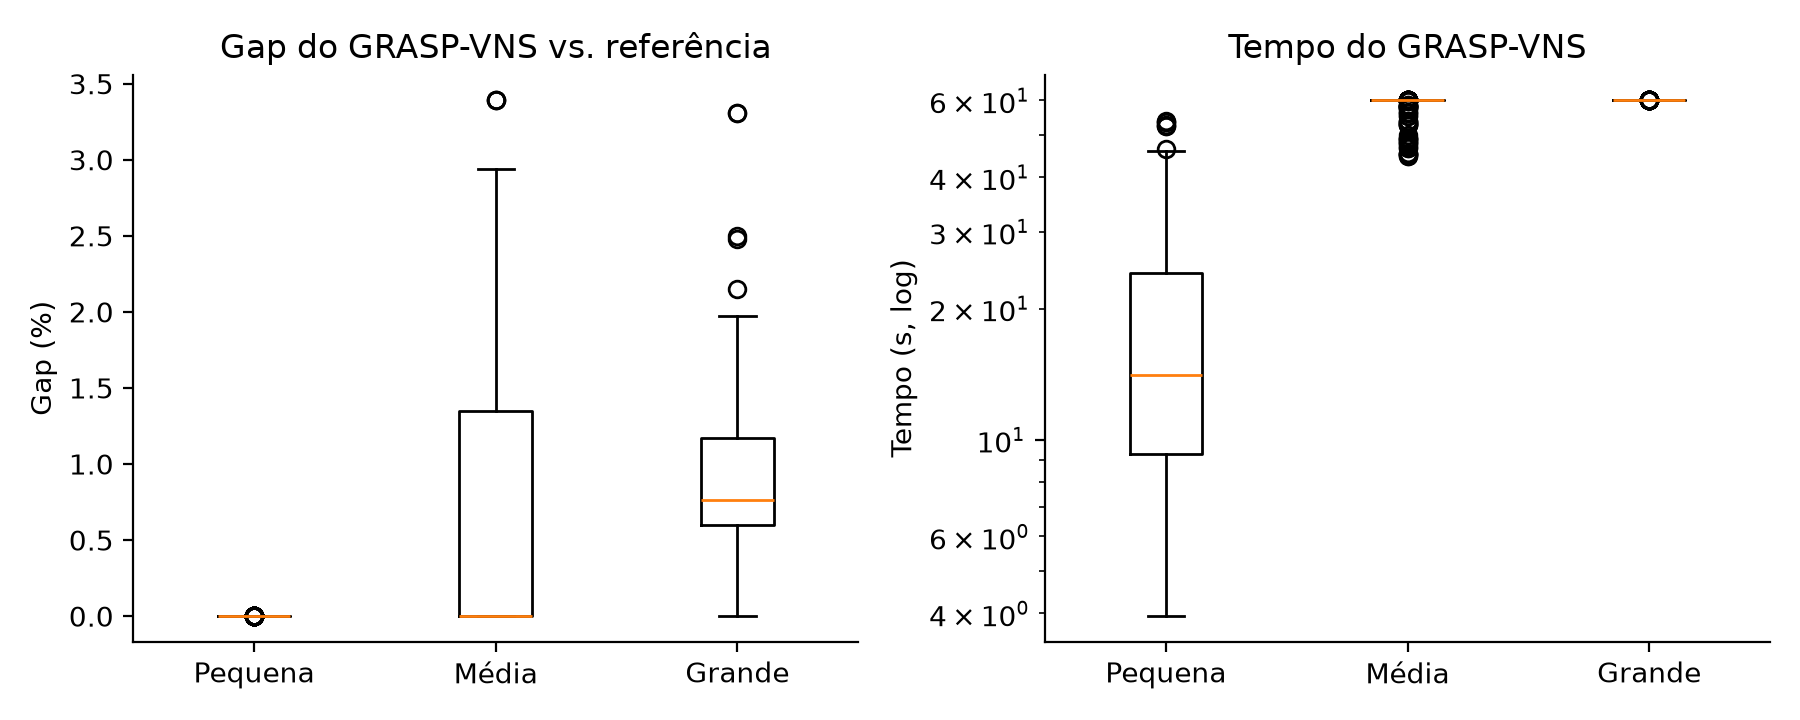 Gap do GRASP-VNS vs. referência
Gap (%)
3.5
3.0
2.5
2.0
1.5
1.0
0.5
0.0
Pequena
Média
Grande
Tempo do GRASP-VNS
Tempo (s, log)
6 × 10¹
4 × 10¹
3 × 10¹
2 × 10¹
10¹
6 × 10⁰
4 × 10⁰
Pequena
Média
Grande